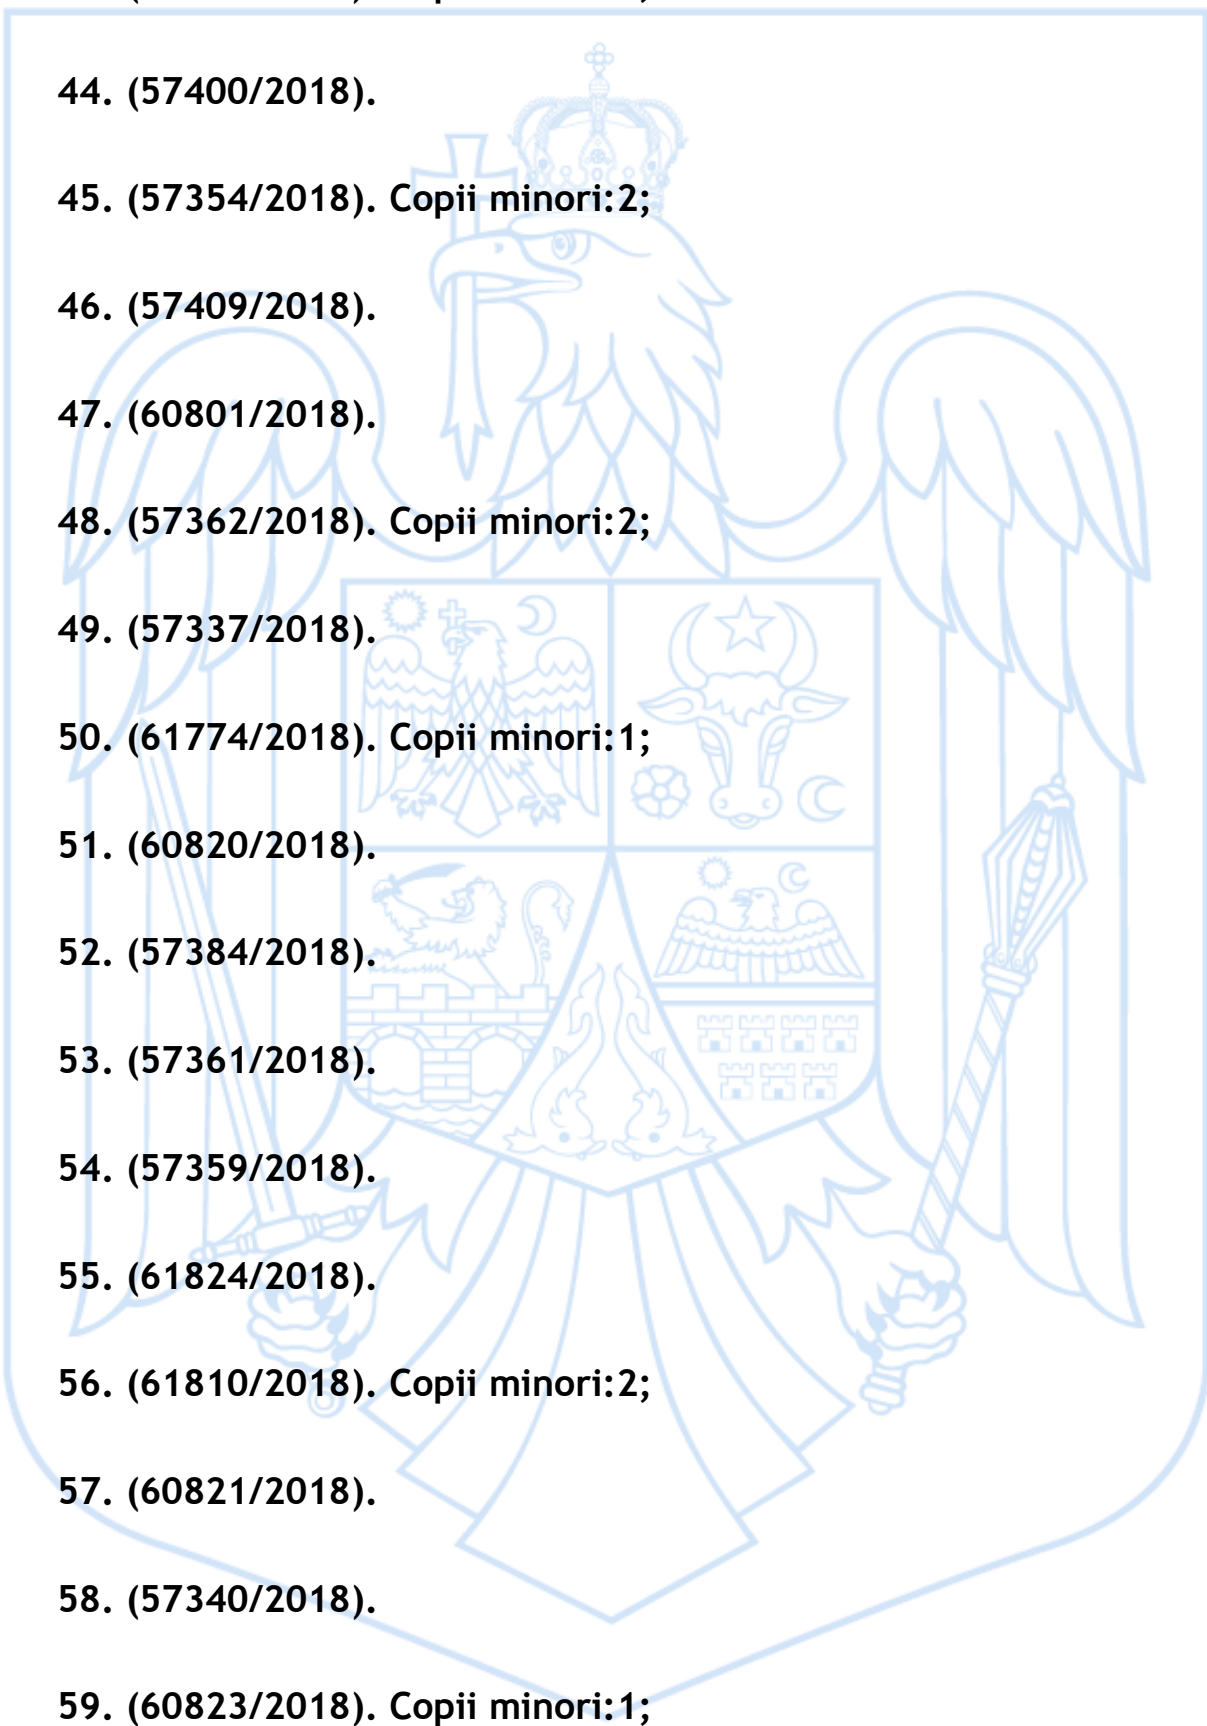 44. (57400/2018).
45. (57354/2018). Copii minori:2;
46. (57409/2018).
47. (60801/2018).
48. (57362/2018). Copii minori:2;
49. (57337/2018).
50. (61774/2018). Copii minori:1;
51. (60820/2018).
52. (57384/2018).
53. (57361/2018).
54. (57359/2018).
55. (61824/2018).
56. (61810/2018). Copii minori:2;
57. (60821/2018).
58. (57340/2018).
59. (60823/2018). Copii minori:1;